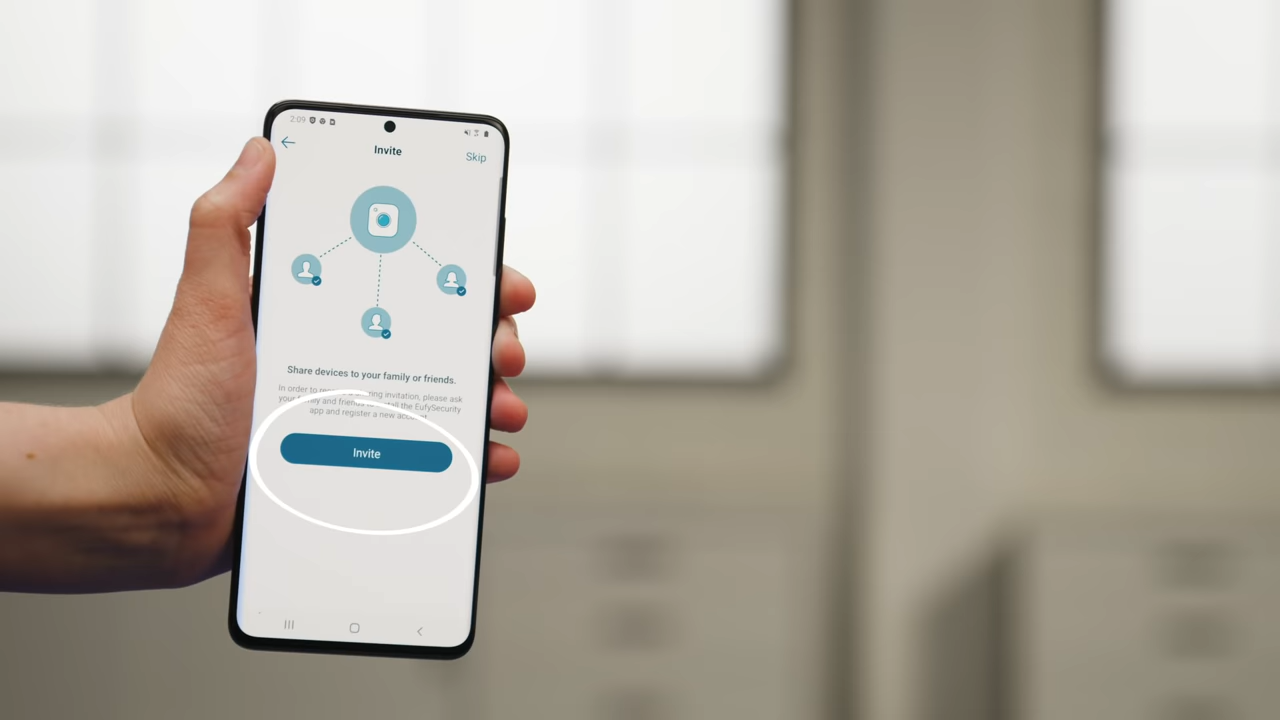 2:09
Invite
Skip
Share devices to your family or friends.
In order to re a sharing invitation, please ask
your family and friends to install the EufySecurity
app and register a new account.
Invite